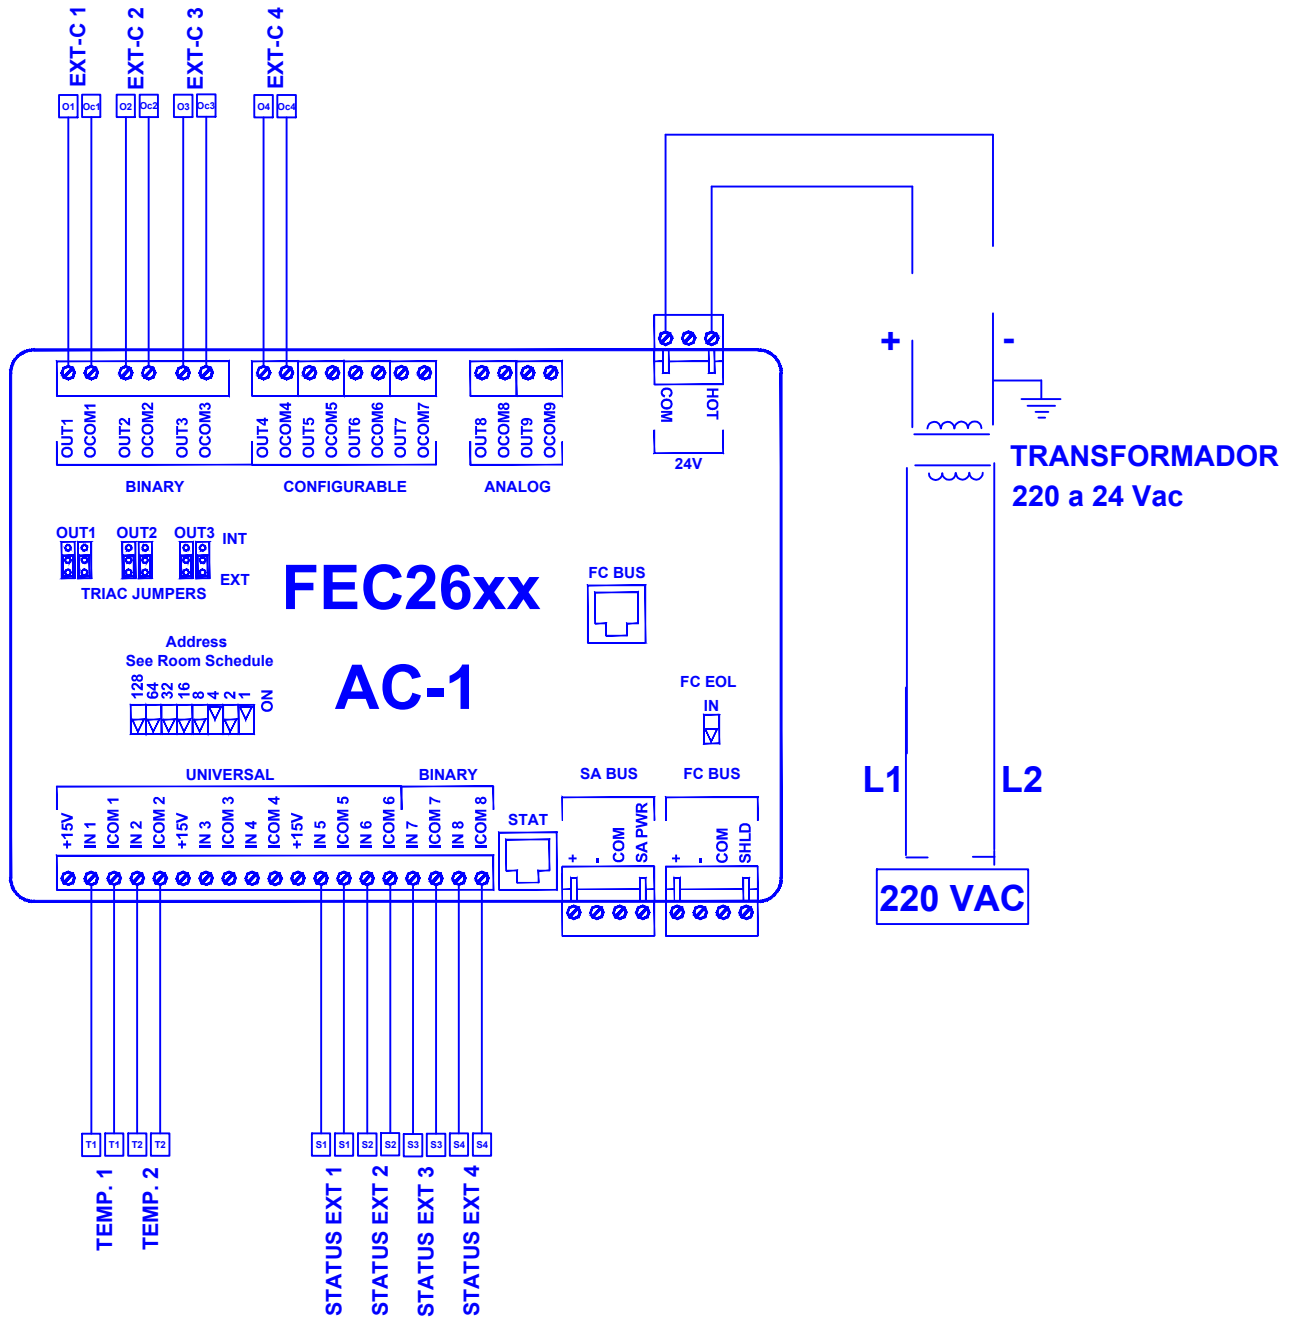 EXT-C 1
EXT-C 2
EXT-C 3
EXT-C 4
O1 Oc1 O2 Oc2 O3 Oc3 O4 Oc4
+ -
COM HOT
24V
OUT1 OCOM1 OUT2 OCOM2 OUT3 OCOM3
OUT4 OCOM4 OUT5 OCOM5 OUT6 OCOM6 OUT7 OCOM7
OUT8 OCOM8 OUT9 OCOM9
BINARY CONFIGURABLE ANALOG
TRANSFORMADOR
220 a 24 Vac
OUT1 OUT2 OUT3 INT
EXT
TRIAC JUMPERS
FEC26xx
FC BUS
Address
See Room Schedule
128 64 32 16 8 4 2 1 ON
AC-1
FC EOL
IN
UNIVERSAL BINARY
+15V IN 1 ICOM 1 IN 2 ICOM 2 +15V IN 3 ICOM 3 IN 4 ICOM 4 +15V IN 5 ICOM 5 IN 6 ICOM 6 IN 7 ICOM 7 IN 8 ICOM 8
STAT
SA BUS
+ - COM SA PWR
FC BUS
+ - COM SHLD
L1 L2
220 VAC
T1 T1 T2 T2 S1 S1 S2 S2 S3 S3 S4 S4
TEMP. 1
TEMP. 2
STATUS EXT 1
STATUS EXT 2
STATUS EXT 3
STATUS EXT 4